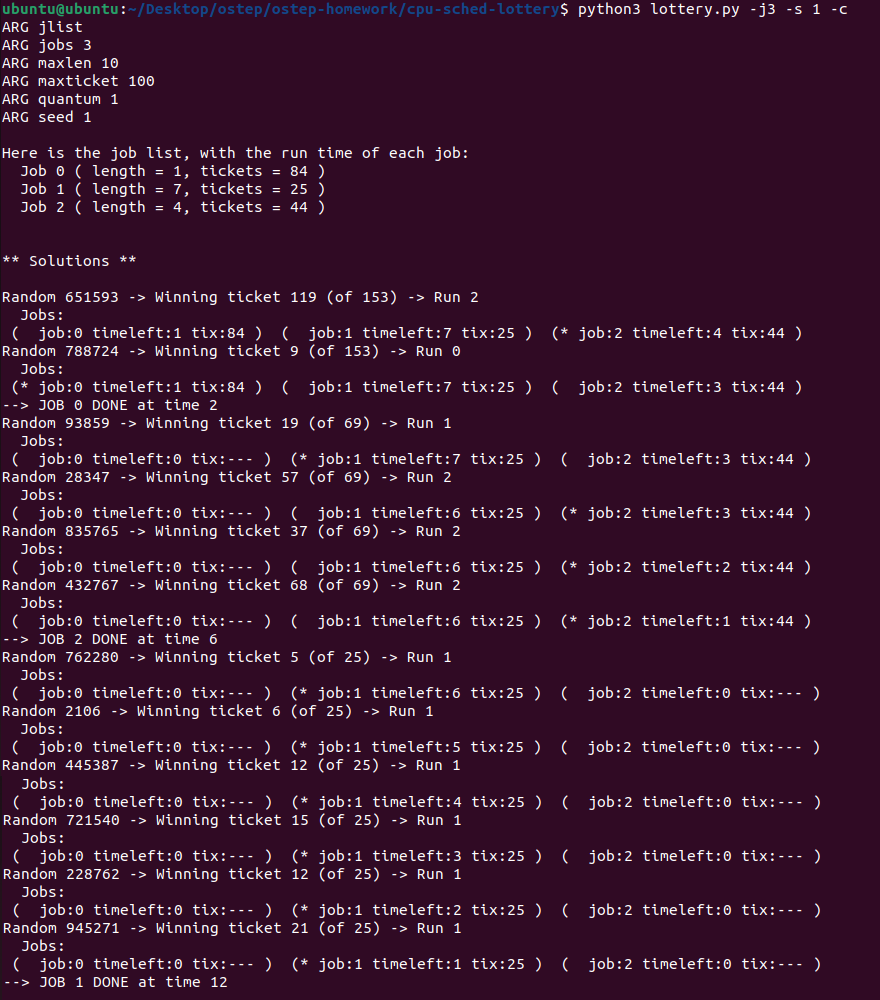 ubuntu@ubuntu:~/Desktop/ostep/ostep-homework/cpu-sched-lottery$ python3 lottery.py -j3 -s 1 -c
ARG jlist
ARG jobs 3
ARG maxlen 10
ARG maxticket 100
ARG quantum 1
ARG seed 1

Here is the job list, with the run time of each job:
  Job 0 ( length = 1, tickets = 84 )
  Job 1 ( length = 7, tickets = 25 )
  Job 2 ( length = 4, tickets = 44 )


** Solutions **

Random 651593 -> Winning ticket 119 (of 153) -> Run 2
  Jobs:
 (  job:0 timeleft:1 tix:84 )  (  job:1 timeleft:7 tix:25 )  (* job:2 timeleft:4 tix:44 )
Random 788724 -> Winning ticket 9 (of 153) -> Run 0
  Jobs:
 (* job:0 timeleft:1 tix:84 )  (  job:1 timeleft:7 tix:25 )  (  job:2 timeleft:3 tix:44 )
--> JOB 0 DONE at time 2
Random 93859 -> Winning ticket 19 (of 69) -> Run 1
  Jobs:
 (  job:0 timeleft:0 tix:--- )  (* job:1 timeleft:7 tix:25 )  (  job:2 timeleft:3 tix:44 )
Random 28347 -> Winning ticket 57 (of 69) -> Run 2
  Jobs:
 (  job:0 timeleft:0 tix:--- )  (  job:1 timeleft:6 tix:25 )  (* job:2 timeleft:3 tix:44 )
Random 835765 -> Winning ticket 37 (of 69) -> Run 2
  Jobs:
 (  job:0 timeleft:0 tix:--- )  (  job:1 timeleft:6 tix:25 )  (* job:2 timeleft:2 tix:44 )
Random 432767 -> Winning ticket 68 (of 69) -> Run 2
  Jobs:
 (  job:0 timeleft:0 tix:--- )  (  job:1 timeleft:6 tix:25 )  (* job:2 timeleft:1 tix:44 )
--> JOB 2 DONE at time 6
Random 762280 -> Winning ticket 5 (of 25) -> Run 1
  Jobs:
 (  job:0 timeleft:0 tix:--- )  (* job:1 timeleft:6 tix:25 )  (  job:2 timeleft:0 tix:--- )
Random 2106 -> Winning ticket 6 (of 25) -> Run 1
  Jobs:
 (  job:0 timeleft:0 tix:--- )  (* job:1 timeleft:5 tix:25 )  (  job:2 timeleft:0 tix:--- )
Random 445387 -> Winning ticket 12 (of 25) -> Run 1
  Jobs:
 (  job:0 timeleft:0 tix:--- )  (* job:1 timeleft:4 tix:25 )  (  job:2 timeleft:0 tix:--- )
Random 721540 -> Winning ticket 15 (of 25) -> Run 1
  Jobs:
 (  job:0 timeleft:0 tix:--- )  (* job:1 timeleft:3 tix:25 )  (  job:2 timeleft:0 tix:--- )
Random 228762 -> Winning ticket 12 (of 25) -> Run 1
  Jobs:
 (  job:0 timeleft:0 tix:--- )  (* job:1 timeleft:2 tix:25 )  (  job:2 timeleft:0 tix:--- )
Random 945271 -> Winning ticket 21 (of 25) -> Run 1
  Jobs:
 (  job:0 timeleft:0 tix:--- )  (* job:1 timeleft:1 tix:25 )  (  job:2 timeleft:0 tix:--- )
--> JOB 1 DONE at time 12